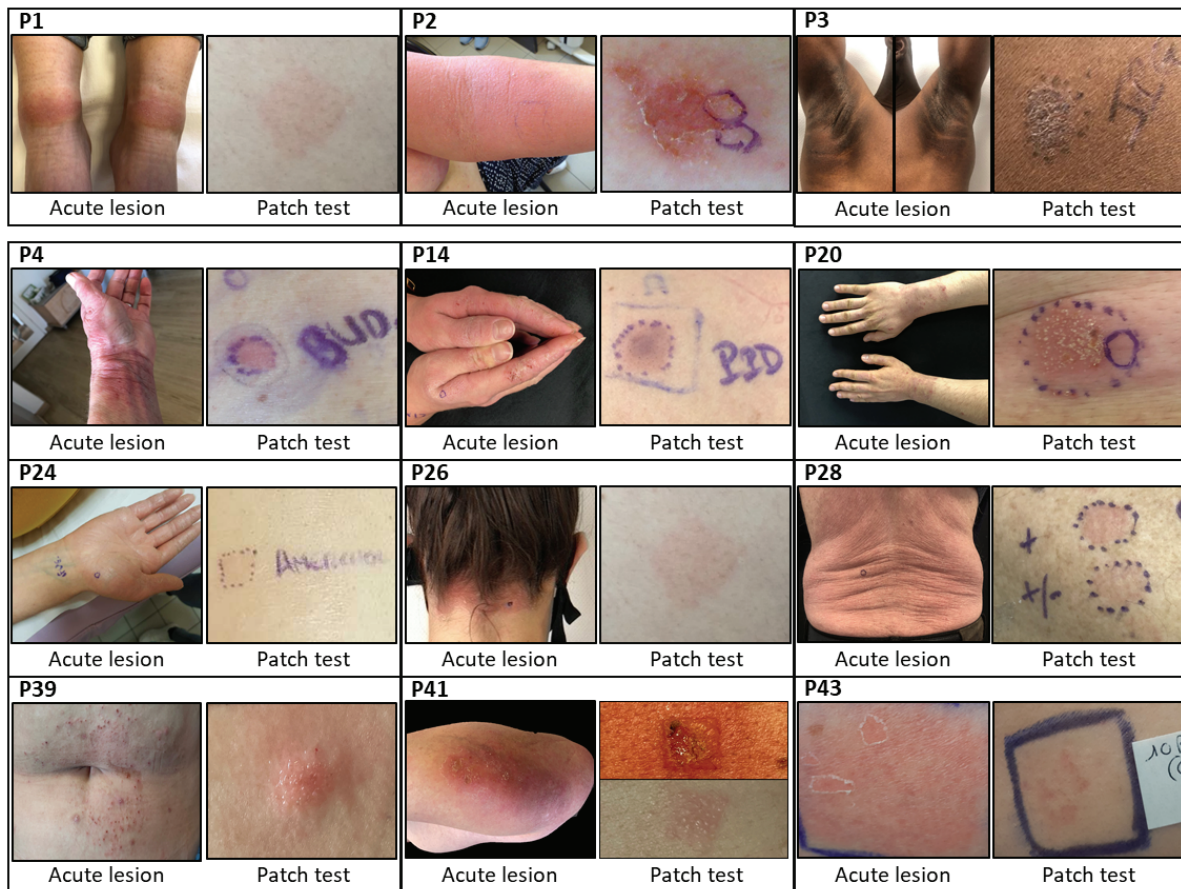 P1
P2
P3
Acute lesion
Patch test
Acute lesion
Patch test
Acute lesion
Patch test
P4
P14
P20
BUD
PPD
Acute lesion
Patch test
Acute lesion
Patch test
Acute lesion
Patch test
P24
P26
P28
+
+/-
Acute lesion
Patch test
Acute lesion
Patch test
Acute lesion
Patch test
P39
P41
P43
Acute lesion
Patch test
Acute lesion
Patch test
Acute lesion
Patch test